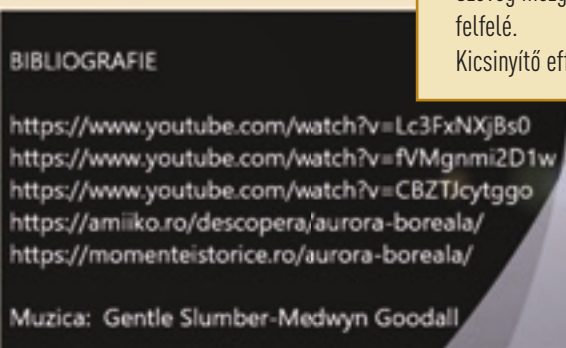 felfelé.
Kicsinyítő
BIBLIOGRAFIE
https://www.youtube.com/watch?v=Lc3FxNXjBs0
https://www.youtube.com/watch?v=fVMgnmi2D1w
https://www.youtube.com/watch?v=CBZTJcytggo
https://amiiko.ro/descopera/aurora-boreala/
https://momenteistorice.ro/aurora-boreala/
Muzica: Gentle Slumber-Medwyn Goodall